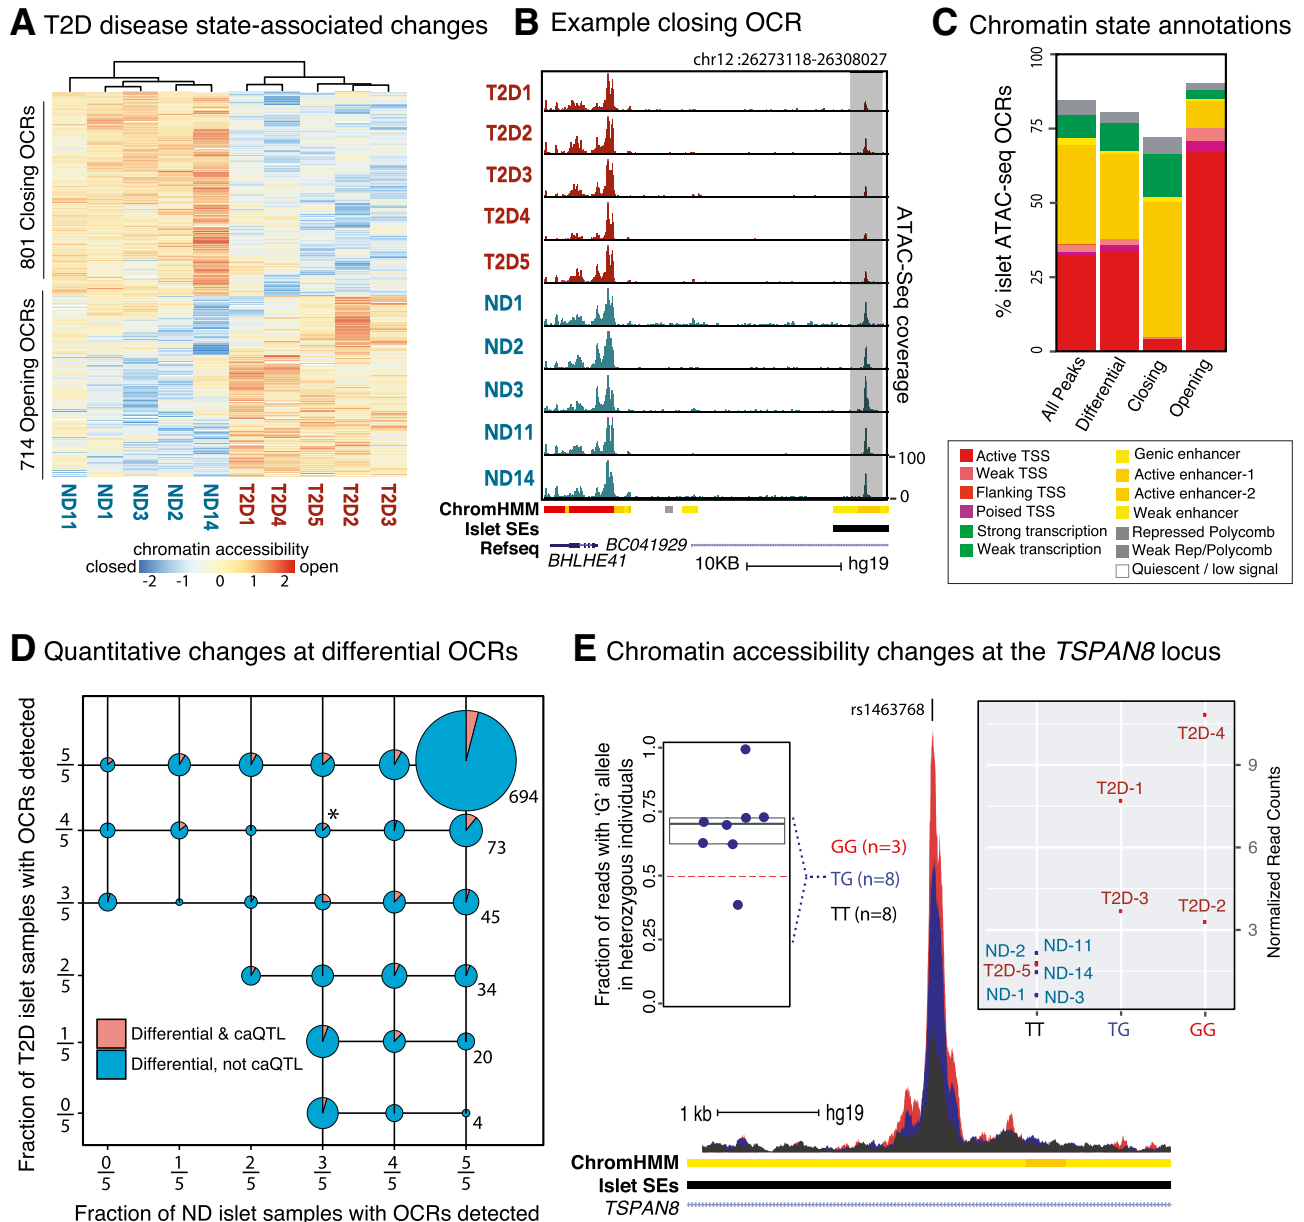 A T2D disease state-associated changes
801 Closing OCRs
714 Opening OCRs
ND11 ND1 ND3 ND2 ND14 T2D1 T2D4 T2D5 T2D2 T2D3
chromatin accessibility
closed open
-2 -1 0 1 2
B Example closing OCR
chr12 :26273118-26308027
T2D1
T2D2
T2D3
T2D4
T2D5
ND1
ND2
ND3
ND11
ND14
ATAC-Seq coverage
100
0
ChromHMM
Islet SEs
Refseq
BC041929
BHLHE41
10KB hg19
C Chromatin state annotations
% islet ATAC-seq OCRs
100
75
50
25
0
All Peaks
Differential
Closing
Opening
Active TSS
Weak TSS
Flanking TSS
Poised TSS
Strong transcription
Weak transcription
Genic enhancer
Active enhancer-1
Active enhancer-2
Weak enhancer
Repressed Polycomb
Weak Rep/Polycomb
Quiescent / low signal
D Quantitative changes at differential OCRs
Fraction of T2D islet samples with OCRs detected
5/5
4/5
3/5
2/5
1/5
0/5
694
*
73
45
34
20
4
Differential & caQTL
Differential, not caQTL
0/5 1/5 2/5 3/5 4/5 5/5
Fraction of ND islet samples with OCRs detected
E Chromatin accessibility changes at the TSPAN8 locus
rs1463768
Fraction of reads with ‘G’ allele
in heterozygous individuals
1.0
0.75
0.5
0.25
0.0
GG (n=3)
TG (n=8)
TT (n=8)
T2D-4
T2D-1
T2D-3
T2D-2
ND-2 ND-11
T2D-5 ND-14
ND-1 ND-3
9
6
3
Normalized Read Counts
TT TG GG
1 kb hg19
ChromHMM
Islet SEs
TSPAN8